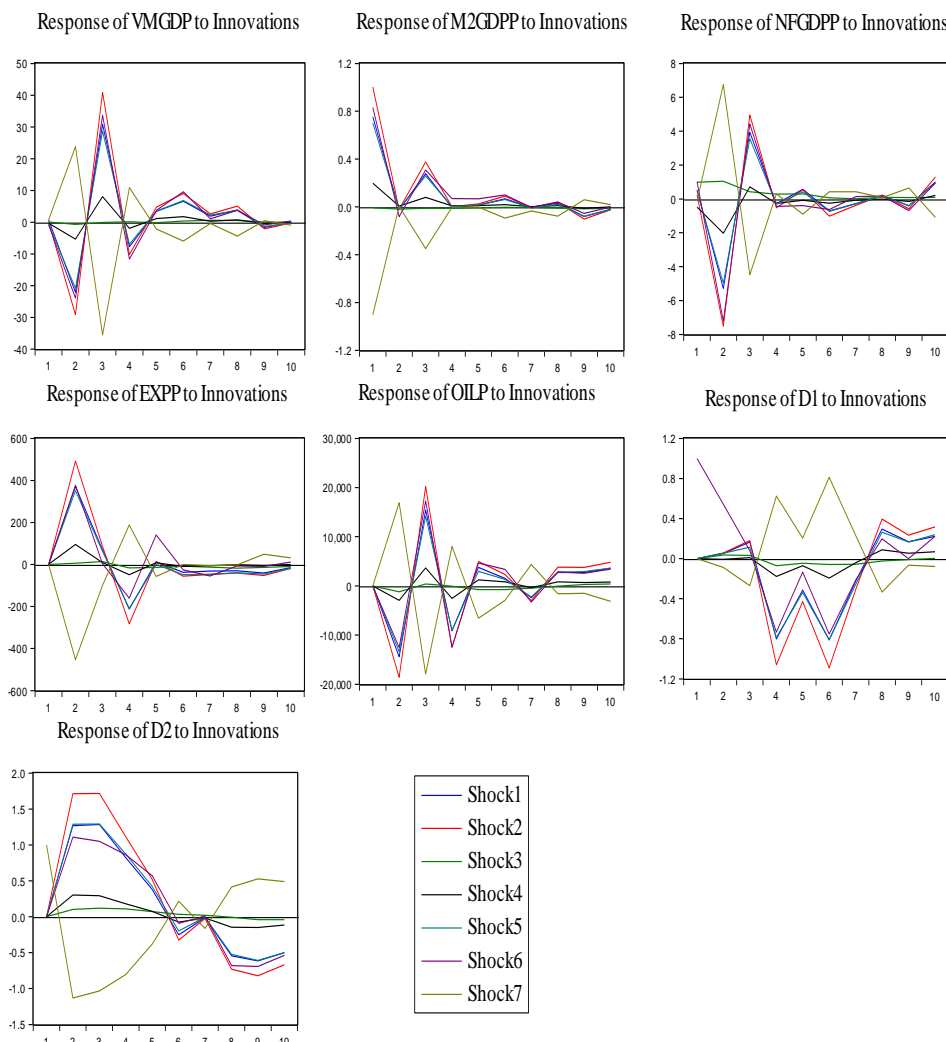 Response of VMGDP to Innovations
Response of M2GDPP to Innovations
Response of NFGDPP to Innovations
50
40
30
20
10
0
-10
-20
-30
-40
1 2 3 4 5 6 7 8 9 10
1.2
0.8
0.4
0.0
-0.4
-0.8
-1.2
1 2 3 4 5 6 7 8 9 10
8
6
4
2
0
-2
-4
-6
-8
1 2 3 4 5 6 7 8 9 10
Response of EXPP to Innovations
Response of OILP to Innovations
Response of D1 to Innovations
600
400
200
0
-200
-400
-600
1 2 3 4 5 6 7 8 9 10
30,000
20,000
10,000
0
-10,000
-20,000
1 2 3 4 5 6 7 8 9 10
1.2
0.8
0.4
0.0
-0.4
-0.8
-1.2
1 2 3 4 5 6 7 8 9 10
Response of D2 to Innovations
2.0
1.5
1.0
0.5
0.0
-0.5
-1.0
-1.5
1 2 3 4 5 6 7 8 9 10
Shock1
Shock2
Shock3
Shock4
Shock5
Shock6
Shock7